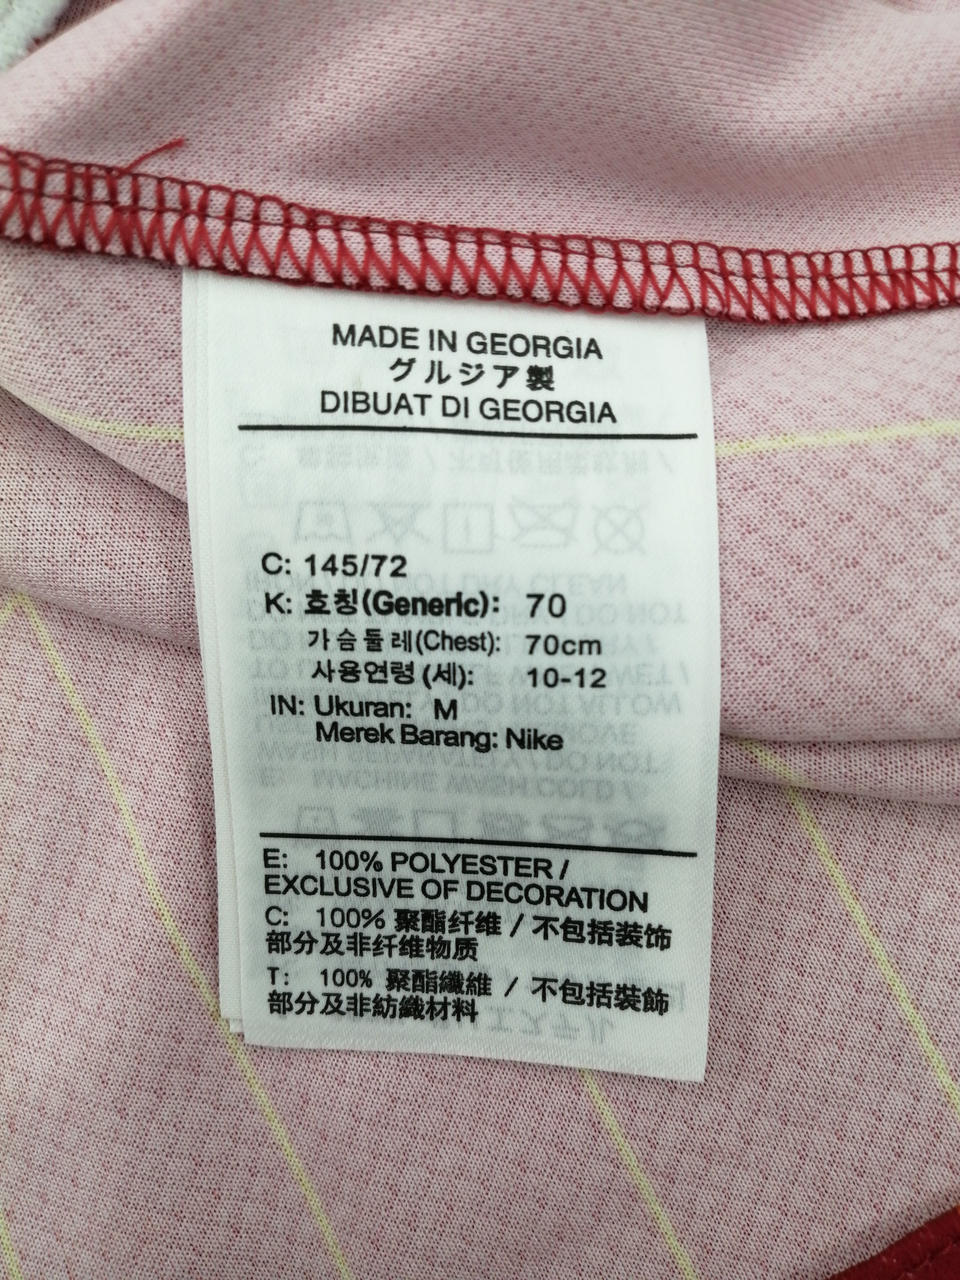 MADE IN GEORGIA
グルジア製
DIBUAT DI GEORGIA
C: 145/72
K: 호칭(Generic): 70
가슴둘레(Chest): 70cm
사용연령(세): 10-12
IN: Ukuran: M
Merek Barang: Nike
E: 100% POLYESTER /
EXCLUSIVE OF DECORATION
C: 100% 聚酯纤维 / 不包括装饰
部分及非纤维物质
T: 100% 聚酯纖維 / 不包括裝飾
部分及非紡織材料